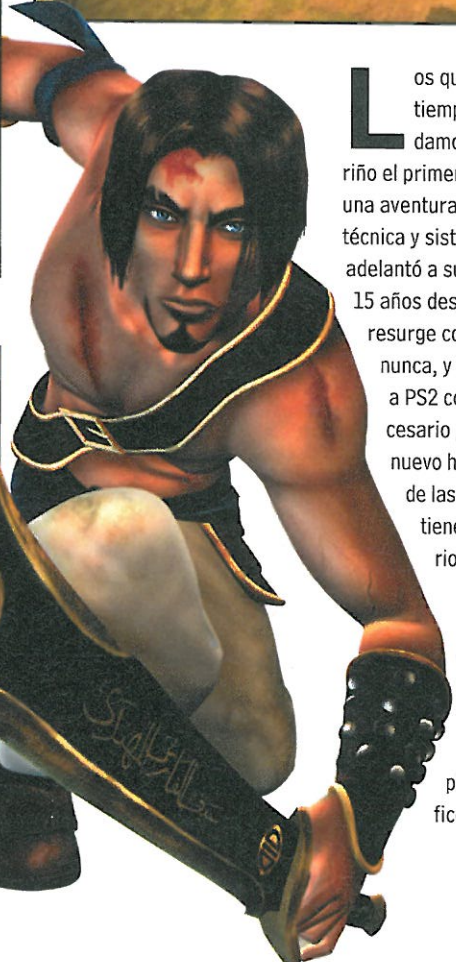 Los qu
tiemp
damo
riño el primer
una aventura
técnica y sist
adelantó a su
15 años des
resurge co
nunca, y
a PS2 co
cesario
nuevo h
de las
tiene
rio
p
fic